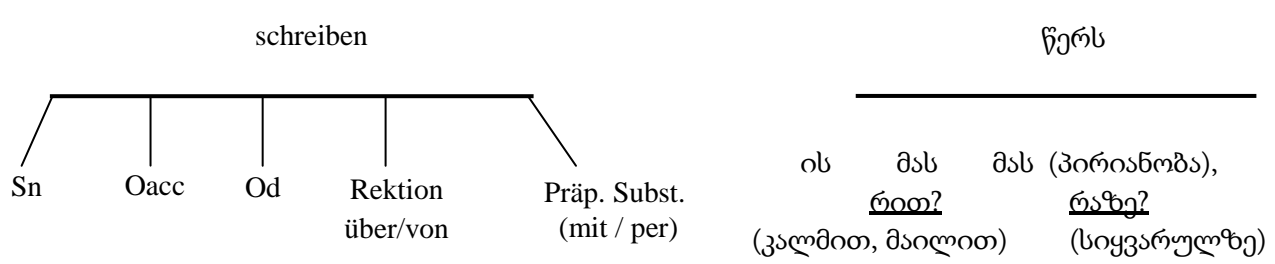 schreiben წერს
ის მას მას (პირიანობა),
Sn Oacc Od Rektion Präp. Subst. რით? რაზე?
über/von (mit / per) (კალმით, მაილით) (სიყვარულზე)